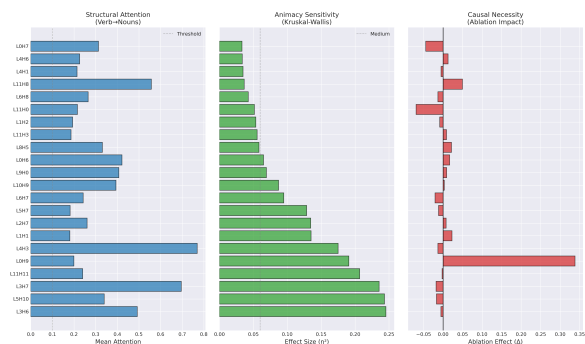 Structural Attention
(Verb→Nouns)
Animacy Sensitivity
(Kruskal-Wallis)
Causal Necessity
(Ablation Impact)
Threshold
Medium
L0H7
L4H6
L4H1
L11H8
L6H8
L11H0
L1H2
L11H3
L8H5
L0H6
L9H0
L10H9
L6H7
L5H7
L2H7
L1H1
L4H3
L0H9
L11H11
L3H7
L5H10
L3H6
0.0 0.1 0.2 0.3 0.4 0.5 0.6 0.7 0.8
0.00 0.05 0.10 0.15 0.20 0.25
−0.05 0.00 0.05 0.10 0.15 0.20 0.25 0.30 0.35
Mean Attention
Effect Size (η²)
Ablation Effect (Δ)